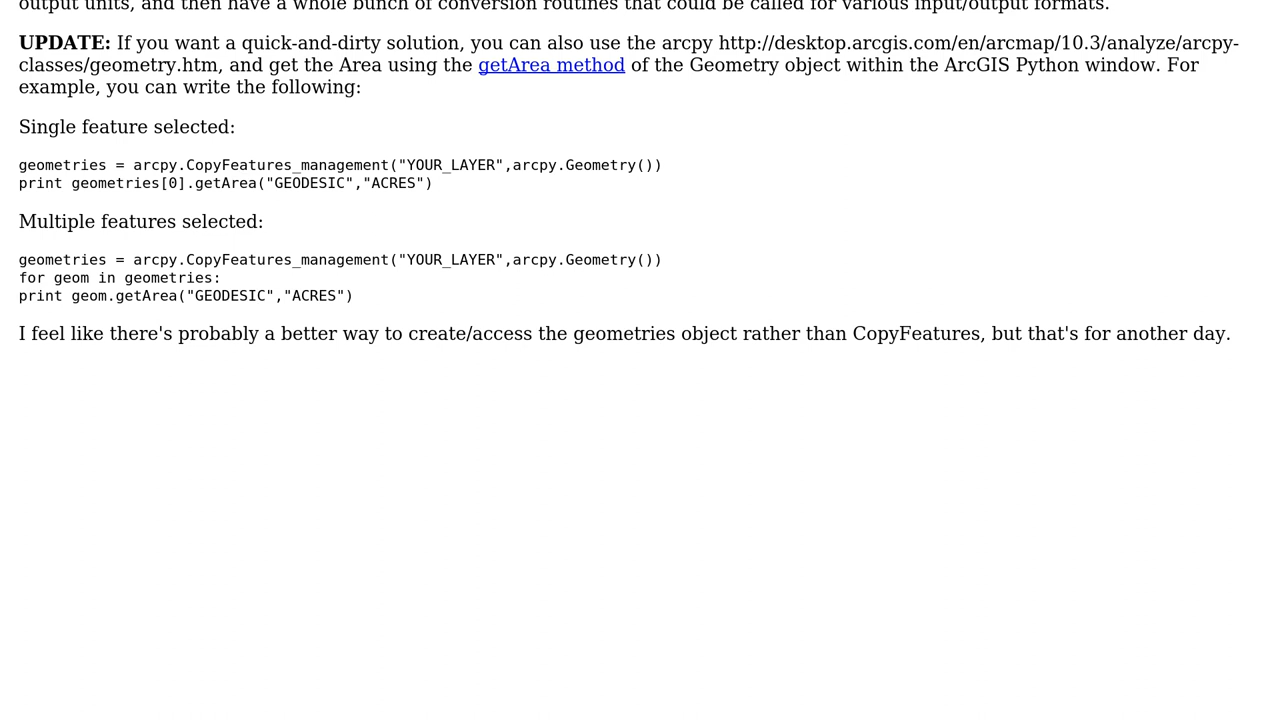 output units, and then have a whole bunch of conversion routines that could be called for various input/output formats.
UPDATE: If you want a quick-and-dirty solution, you can also use the arcpy http://desktop.arcgis.com/en/arcmap/10.3/analyze/arcpy-
classes/geometry.htm, and get the Area using the getArea method of the Geometry object within the ArcGIS Python window. For
example, you can write the following:
Single feature selected:
geometries = arcpy.CopyFeatures_management("YOUR_LAYER",arcpy.Geometry())
print geometries[0].getArea("GEODESIC","ACRES")
Multiple features selected:
geometries = arcpy.CopyFeatures_management("YOUR_LAYER",arcpy.Geometry())
for geom in geometries:
print geom.getArea("GEODESIC","ACRES")
I feel like there's probably a better way to create/access the geometries object rather than CopyFeatures, but that's for another day.